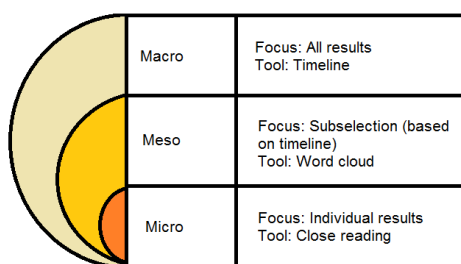 Macro
Focus: All results
Tool: Timeline
Meso
Focus: Subselection (based
on timeline)
Tool: Word cloud
Micro
Focus: Individual results
Tool: Close reading